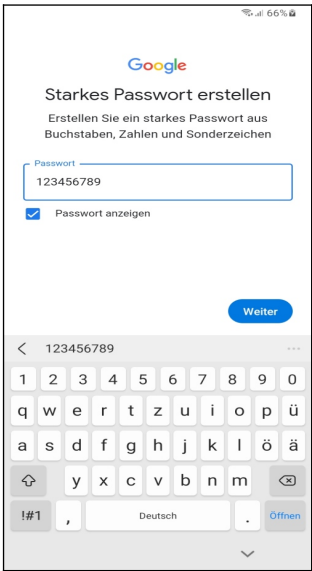 66%
Google
Starkes Passwort erstellen
Erstellen Sie ein starkes Passwort aus
Buchstaben, Zahlen und Sonderzeichen
Passwort
123456789
Passwort anzeigen
Weiter
123456789
1 2 3 4 5 6 7 8 9 0
q w e r t z u i o p ü
a s d f g h j k l ö ä
y x c v b n m
!#1 , Deutsch . Öffnen